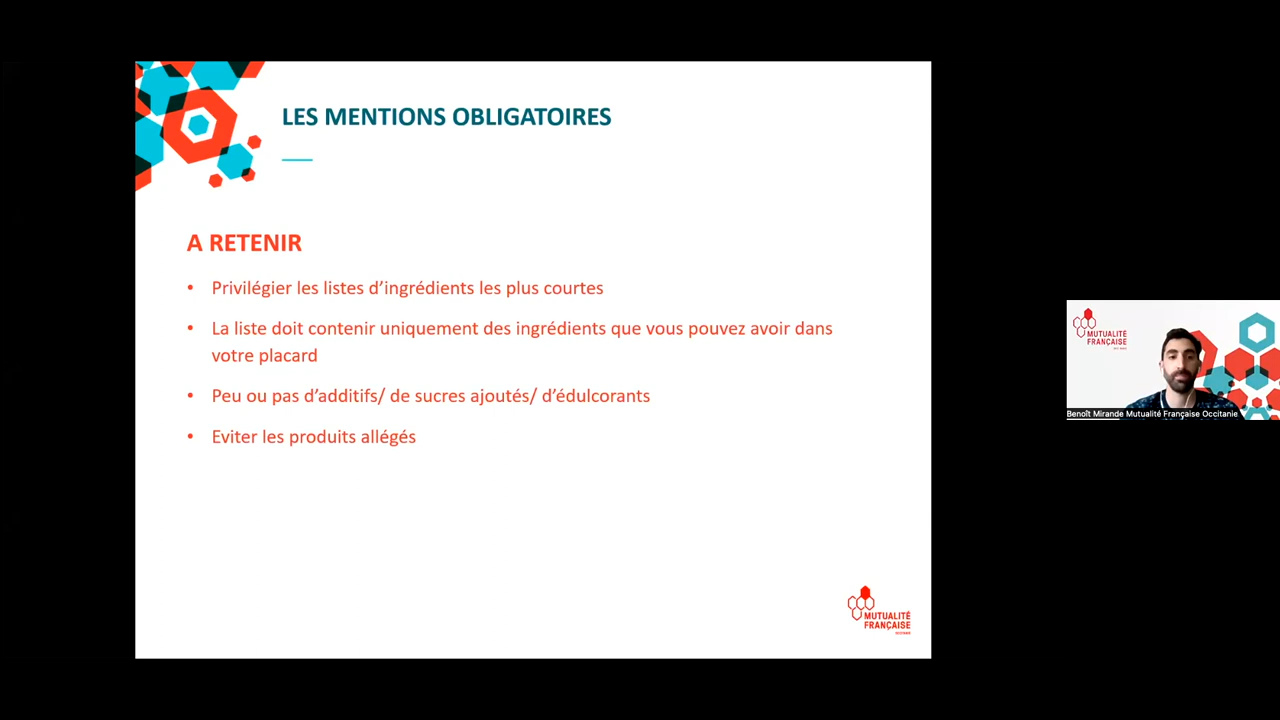 LES MENTIONS OBLIGATOIRES
A RETENIR
• Privilégier les listes d’ingrédients les plus courtes
• La liste doit contenir uniquement des ingrédients que vous pouvez avoir dans
votre placard
• Peu ou pas d’additifs/ de sucres ajoutés/ d’édulcorants
• Eviter les produits allégés
MUTUALITÉ
FRANÇAISE
OCCITANIE
MUTUALITÉ
FRANÇAISE
Benoît Mirande Mutualité Française Occitanie